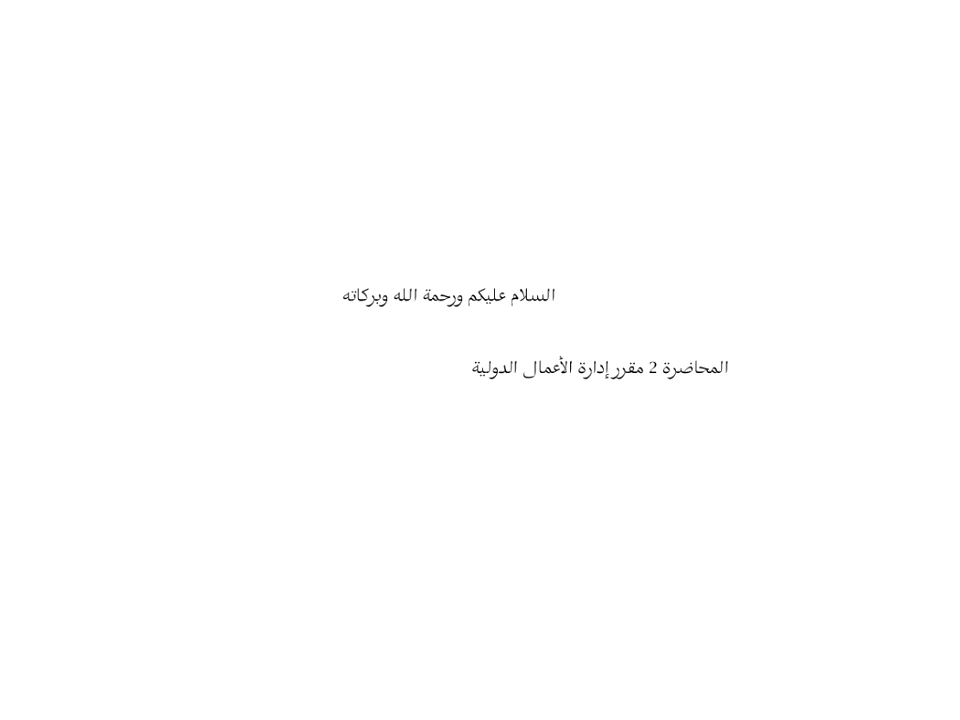 السلام عليكم ورحمة الله وبركاته
المحاضرة 2 مقرر إدارة الأعمال الدولية